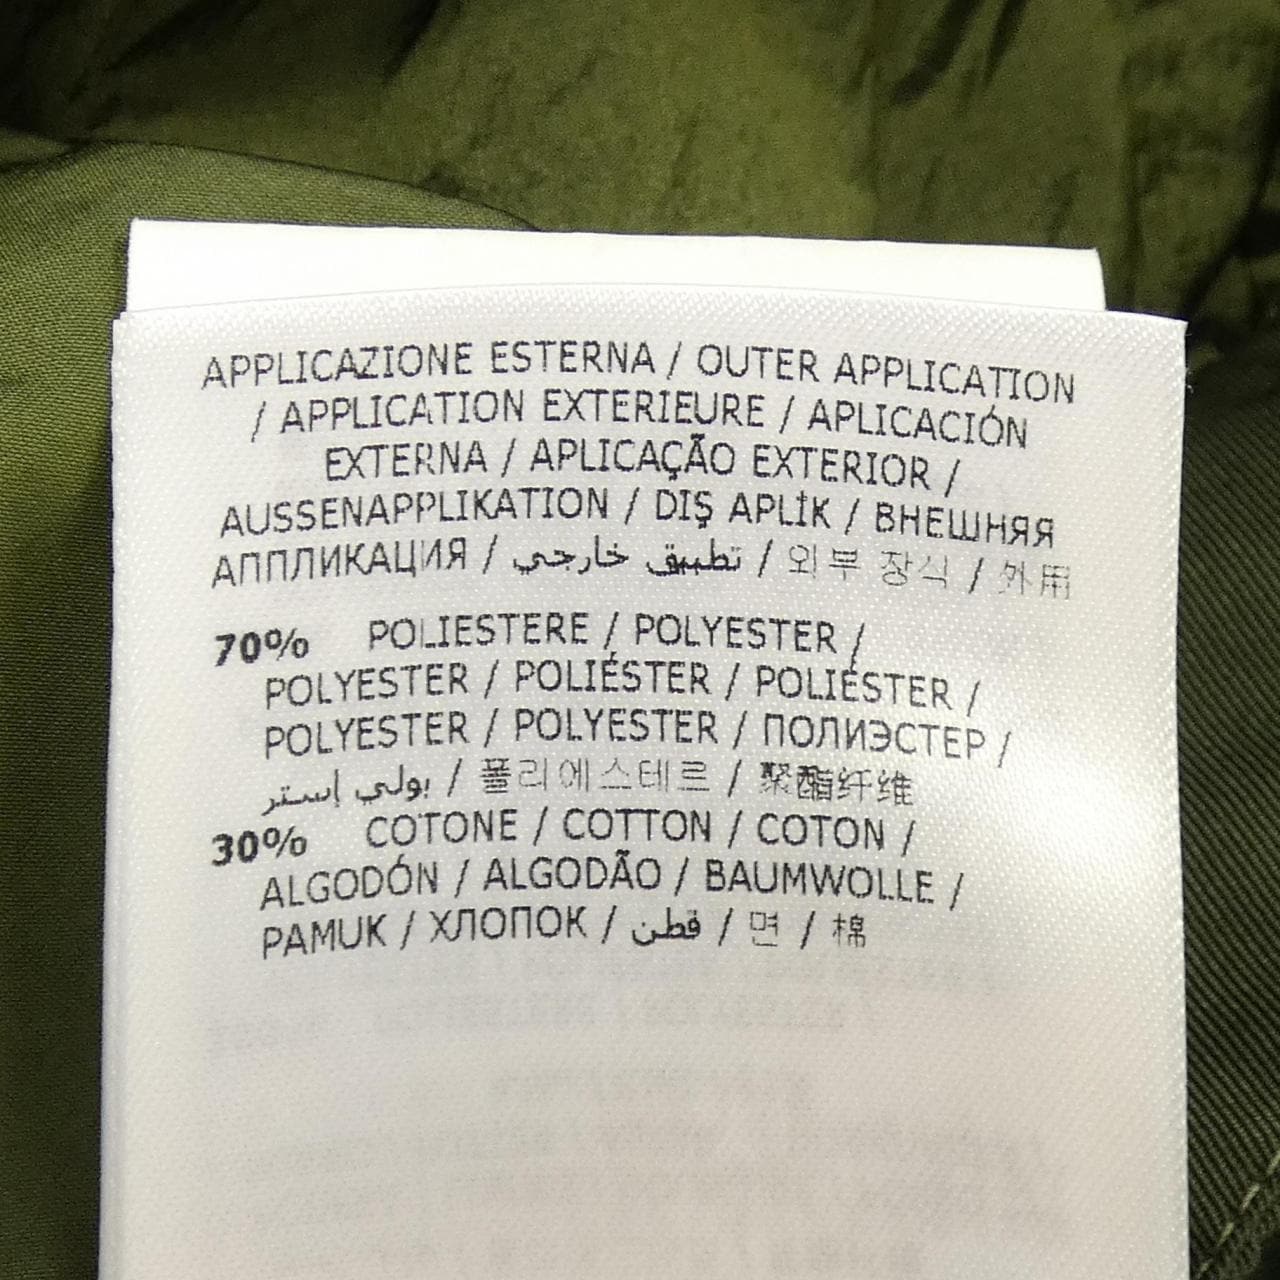 APPLICAZIONE ESTERNA / OUTER APPLICATION
/ APPLICATION EXTERIEURE / APLICACIÓN
EXTERNA / APLICAÇÃO EXTERIOR /
AUSSENAPPLIKATION / DIŞ APLİK / ВНЕШНЯЯ
АППЛИКАЦИЯ / تطبيق خارجي / 외부 장식 / 外用
70% POLIESTERE / POLYESTER /
POLYESTER / POLIÉSTER / POLIÉSTER /
POLYESTER / POLYESTER / ПОЛИЭСТЕР /
بولي إستر / 폴리에스테르 / 聚酯纤维
30% COTONE / COTTON / COTON /
ALGODÓN / ALGODÃO / BAUMWOLLE /
PAMUK / ХЛОПОК / قطن / 면 / 棉